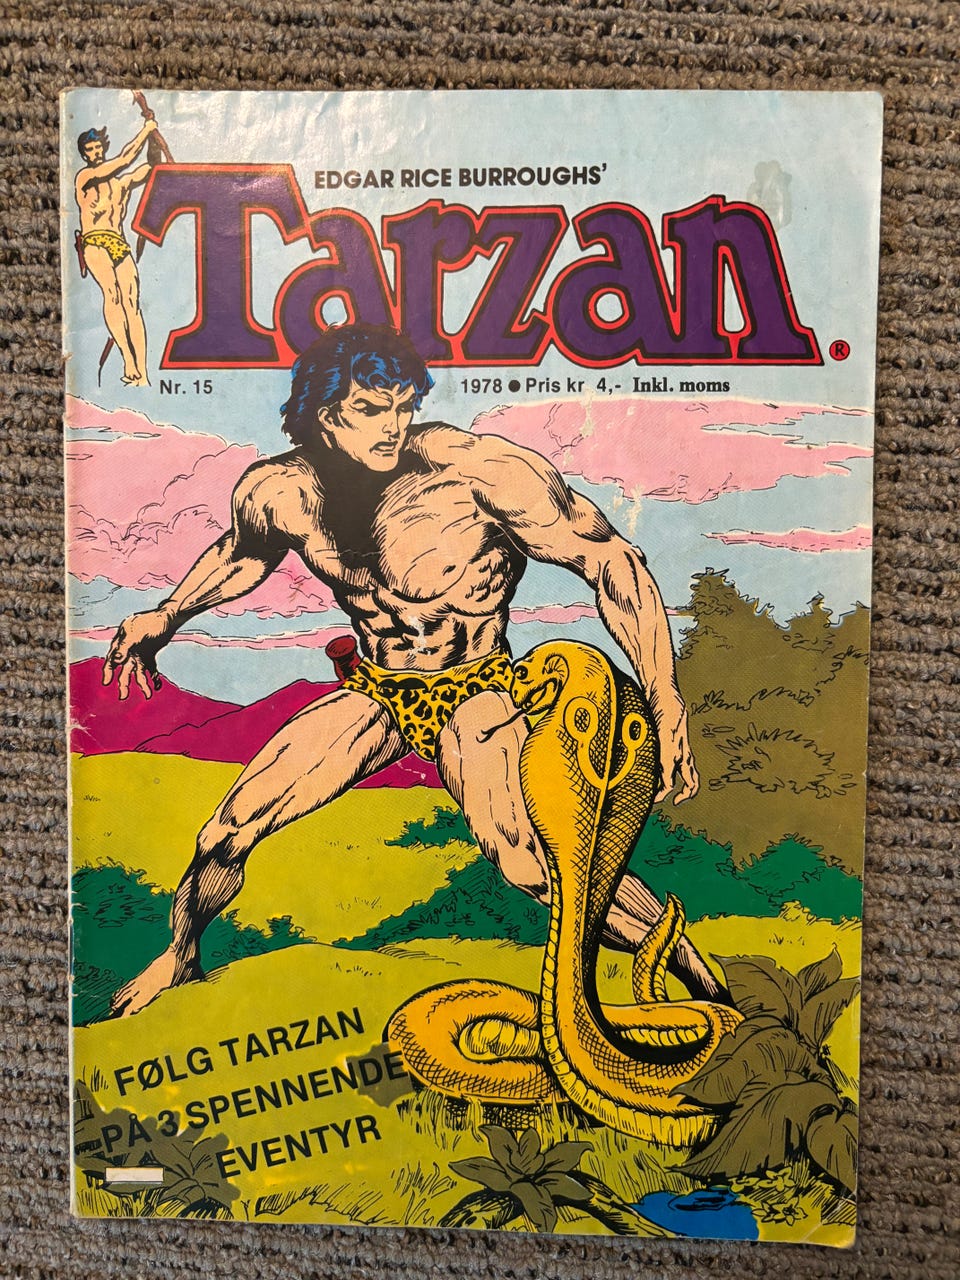 EDGAR RICE BURROUGHS'
Tarzan ®
Nr. 15 1978 ● Pris kr 4,- Inkl. moms
FØLG TARZAN
PÅ 3 SPENNENDE
EVENTYR